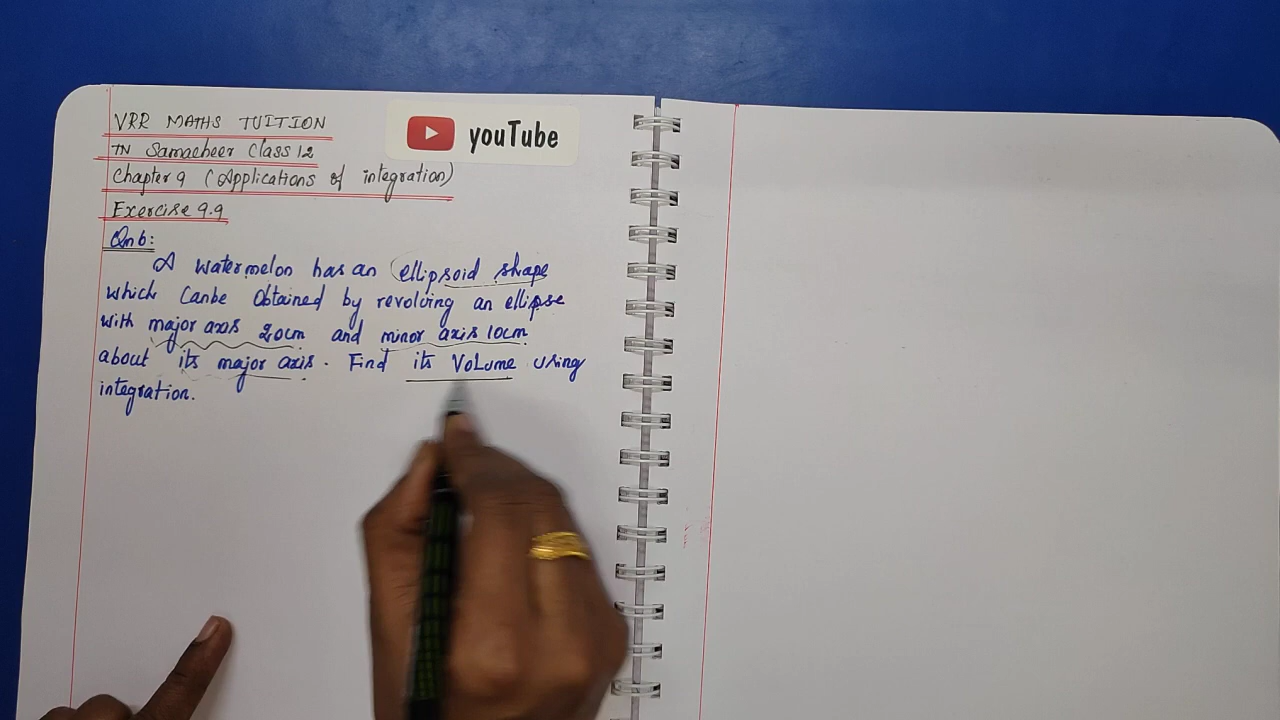 VRR MATHS TUITION
TN Samacheer Class 12
Chapter 9 (Applications of integration)
Exercise 9.9
Qn 6:
A watermelon has an ellipsoid shape
which Canbe Obtained by revolving an ellipse
with major axis 20cm and minor axis 10cm
about its major axis. Find its VoLume using
integration.
youTube